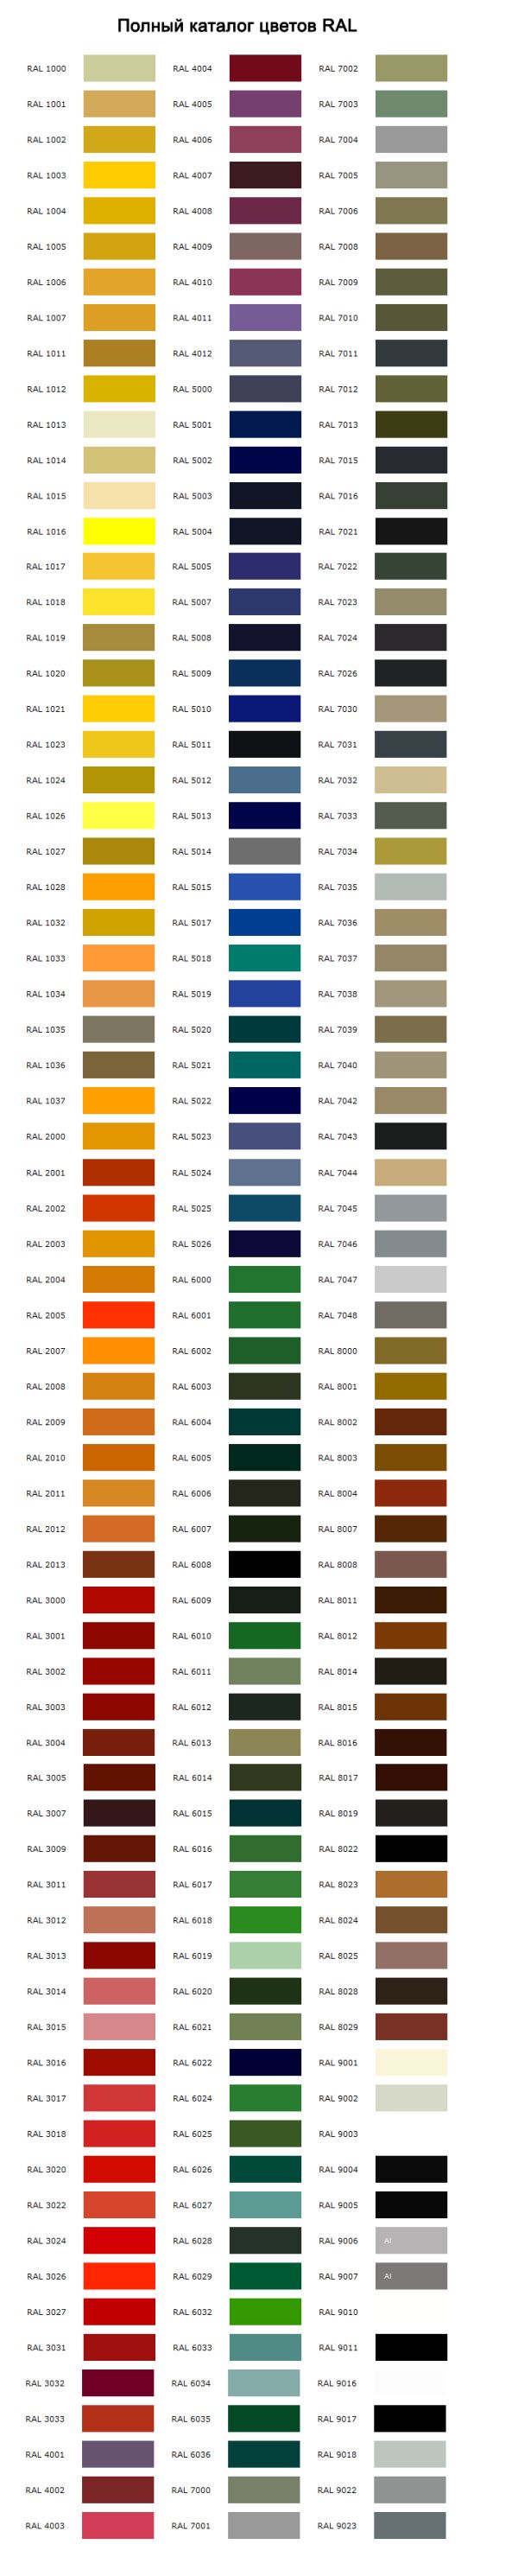 Полный каталог цветов RAL
RAL 1000 RAL 4004 RAL 7002
RAL 1001 RAL 4005 RAL 7003
RAL 1002 RAL 4006 RAL 7004
RAL 1003 RAL 4007 RAL 7005
RAL 1004 RAL 4008 RAL 7006
RAL 1005 RAL 4009 RAL 7008
RAL 1006 RAL 4010 RAL 7009
RAL 1007 RAL 4011 RAL 7010
RAL 1011 RAL 4012 RAL 7011
RAL 1012 RAL 5000 RAL 7012
RAL 1013 RAL 5001 RAL 7013
RAL 1014 RAL 5002 RAL 7015
RAL 1015 RAL 5003 RAL 7016
RAL 1016 RAL 5004 RAL 7021
RAL 1017 RAL 5005 RAL 7022
RAL 1018 RAL 5007 RAL 7023
RAL 1019 RAL 5008 RAL 7024
RAL 1020 RAL 5009 RAL 7026
RAL 1021 RAL 5010 RAL 7030
RAL 1023 RAL 5011 RAL 7031
RAL 1024 RAL 5012 RAL 7032
RAL 1026 RAL 5013 RAL 7033
RAL 1027 RAL 5014 RAL 7034
RAL 1028 RAL 5015 RAL 7035
RAL 1032 RAL 5017 RAL 7036
RAL 1033 RAL 5018 RAL 7037
RAL 1034 RAL 5019 RAL 7038
RAL 1035 RAL 5020 RAL 7039
RAL 1036 RAL 5021 RAL 7040
RAL 1037 RAL 5022 RAL 7042
RAL 2000 RAL 5023 RAL 7043
RAL 2001 RAL 5024 RAL 7044
RAL 2002 RAL 5025 RAL 7045
RAL 2003 RAL 5026 RAL 7046
RAL 2004 RAL 6000 RAL 7047
RAL 2005 RAL 6001 RAL 7048
RAL 2007 RAL 6002 RAL 8000
RAL 2008 RAL 6003 RAL 8001
RAL 2009 RAL 6004 RAL 8002
RAL 2010 RAL 6005 RAL 8003
RAL 2011 RAL 6006 RAL 8004
RAL 2012 RAL 6007 RAL 8007
RAL 2013 RAL 6008 RAL 8008
RAL 3000 RAL 6009 RAL 8011
RAL 3001 RAL 6010 RAL 8012
RAL 3002 RAL 6011 RAL 8014
RAL 3003 RAL 6012 RAL 8015
RAL 3004 RAL 6013 RAL 8016
RAL 3005 RAL 6014 RAL 8017
RAL 3007 RAL 6015 RAL 8019
RAL 3009 RAL 6016 RAL 8022
RAL 3011 RAL 6017 RAL 8023
RAL 3012 RAL 6018 RAL 8024
RAL 3013 RAL 6019 RAL 8025
RAL 3014 RAL 6020 RAL 8028
RAL 3015 RAL 6021 RAL 8029
RAL 3016 RAL 6022 RAL 9001
RAL 3017 RAL 6024 RAL 9002
RAL 3018 RAL 6025 RAL 9003
RAL 3020 RAL 6026 RAL 9004
RAL 3022 RAL 6027 RAL 9005
RAL 3024 RAL 6028 RAL 9006 Al
RAL 3026 RAL 6029 RAL 9007 Al
RAL 3027 RAL 6032 RAL 9010
RAL 3031 RAL 6033 RAL 9011
RAL 3032 RAL 6034 RAL 9016
RAL 3033 RAL 6035 RAL 9017
RAL 4001 RAL 6036 RAL 9018
RAL 4002 RAL 7000 RAL 9022
RAL 4003 RAL 7001 RAL 9023